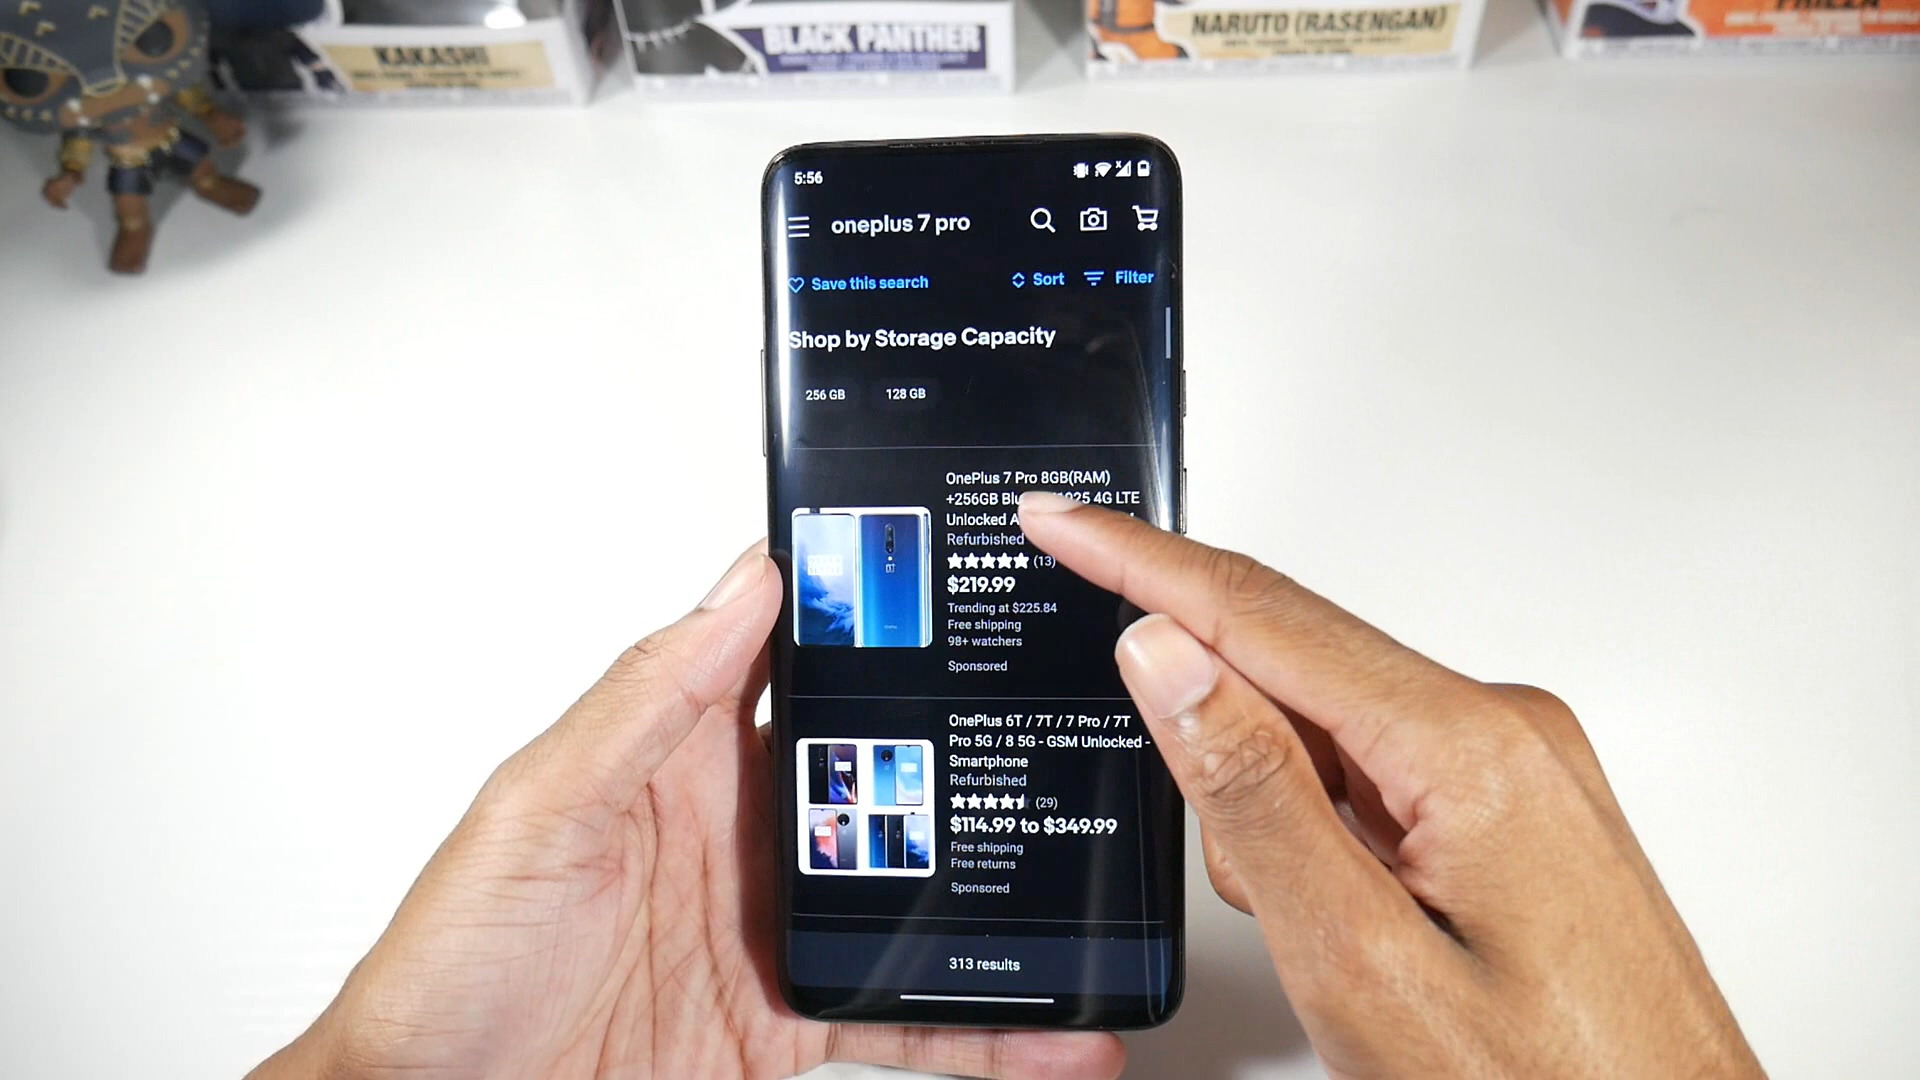 KAKASHI
BLACK PANTHER
NARUTO (RASENGAN)
5:56
oneplus 7 pro
Save this search
Sort
Filter
Shop by Storage Capacity
256 GB
128 GB
OnePlus 7 Pro 8GB(RAM)
+256GB 4G LTE
Unlocked
Refurbished
(13)
$219.99
Trending at $225.84
Free shipping
98+ watchers
Sponsored
OnePlus 6T / 7T / 7 Pro / 7T
Pro 5G / 8 5G - GSM Unlocked -
Smartphone
Refurbished
(29)
$114.99 to $349.99
Free shipping
Free returns
Sponsored
313 results